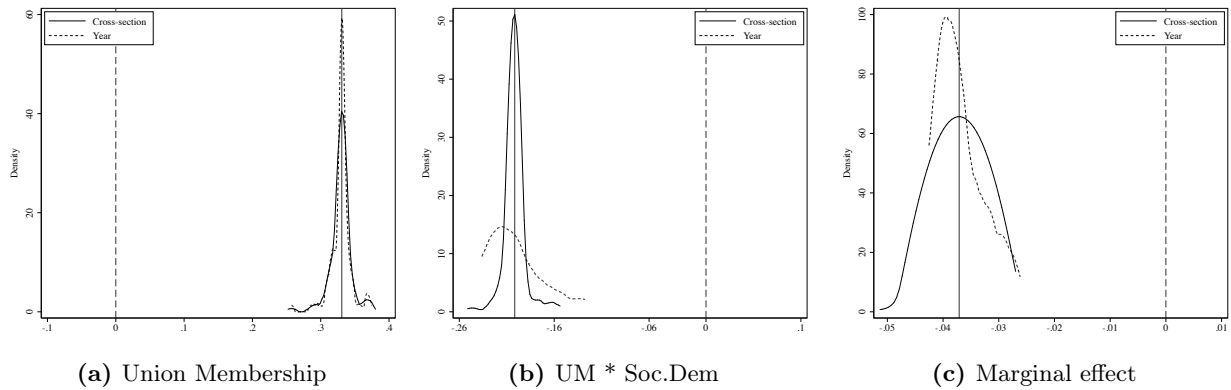 Cross-section
Year
Density
0
20
40
60
-.1
0
.1
.2
.3
.4
(a) Union Membership
Cross-section
Year
Density
0
10
20
30
40
50
-.26
-.16
-.06
0
.1
(b) UM * Soc.Dem
Cross-section
Year
Density
0
20
40
60
80
100
-.05
-.04
-.03
-.02
-.01
0
.01
(c) Marginal effect